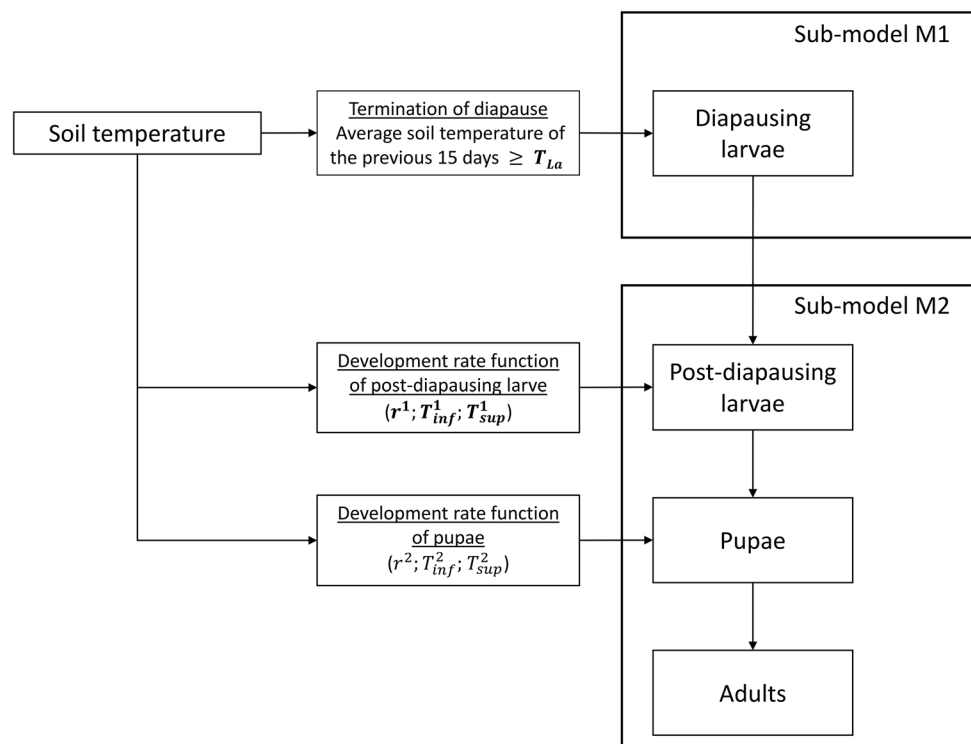 Sub-model M1
Soil temperature
Termination of diapause
Average soil temperature of
the previous 15 days ≥ T_La
Diapausing
larvae
Sub-model M2
Development rate function
of post-diapausing larve
(r^1; T^1_inf; T^1_sup)
Post-diapausing
larvae
Development rate function
of pupae
(r^2; T^2_inf; T^2_sup)
Pupae
Adults